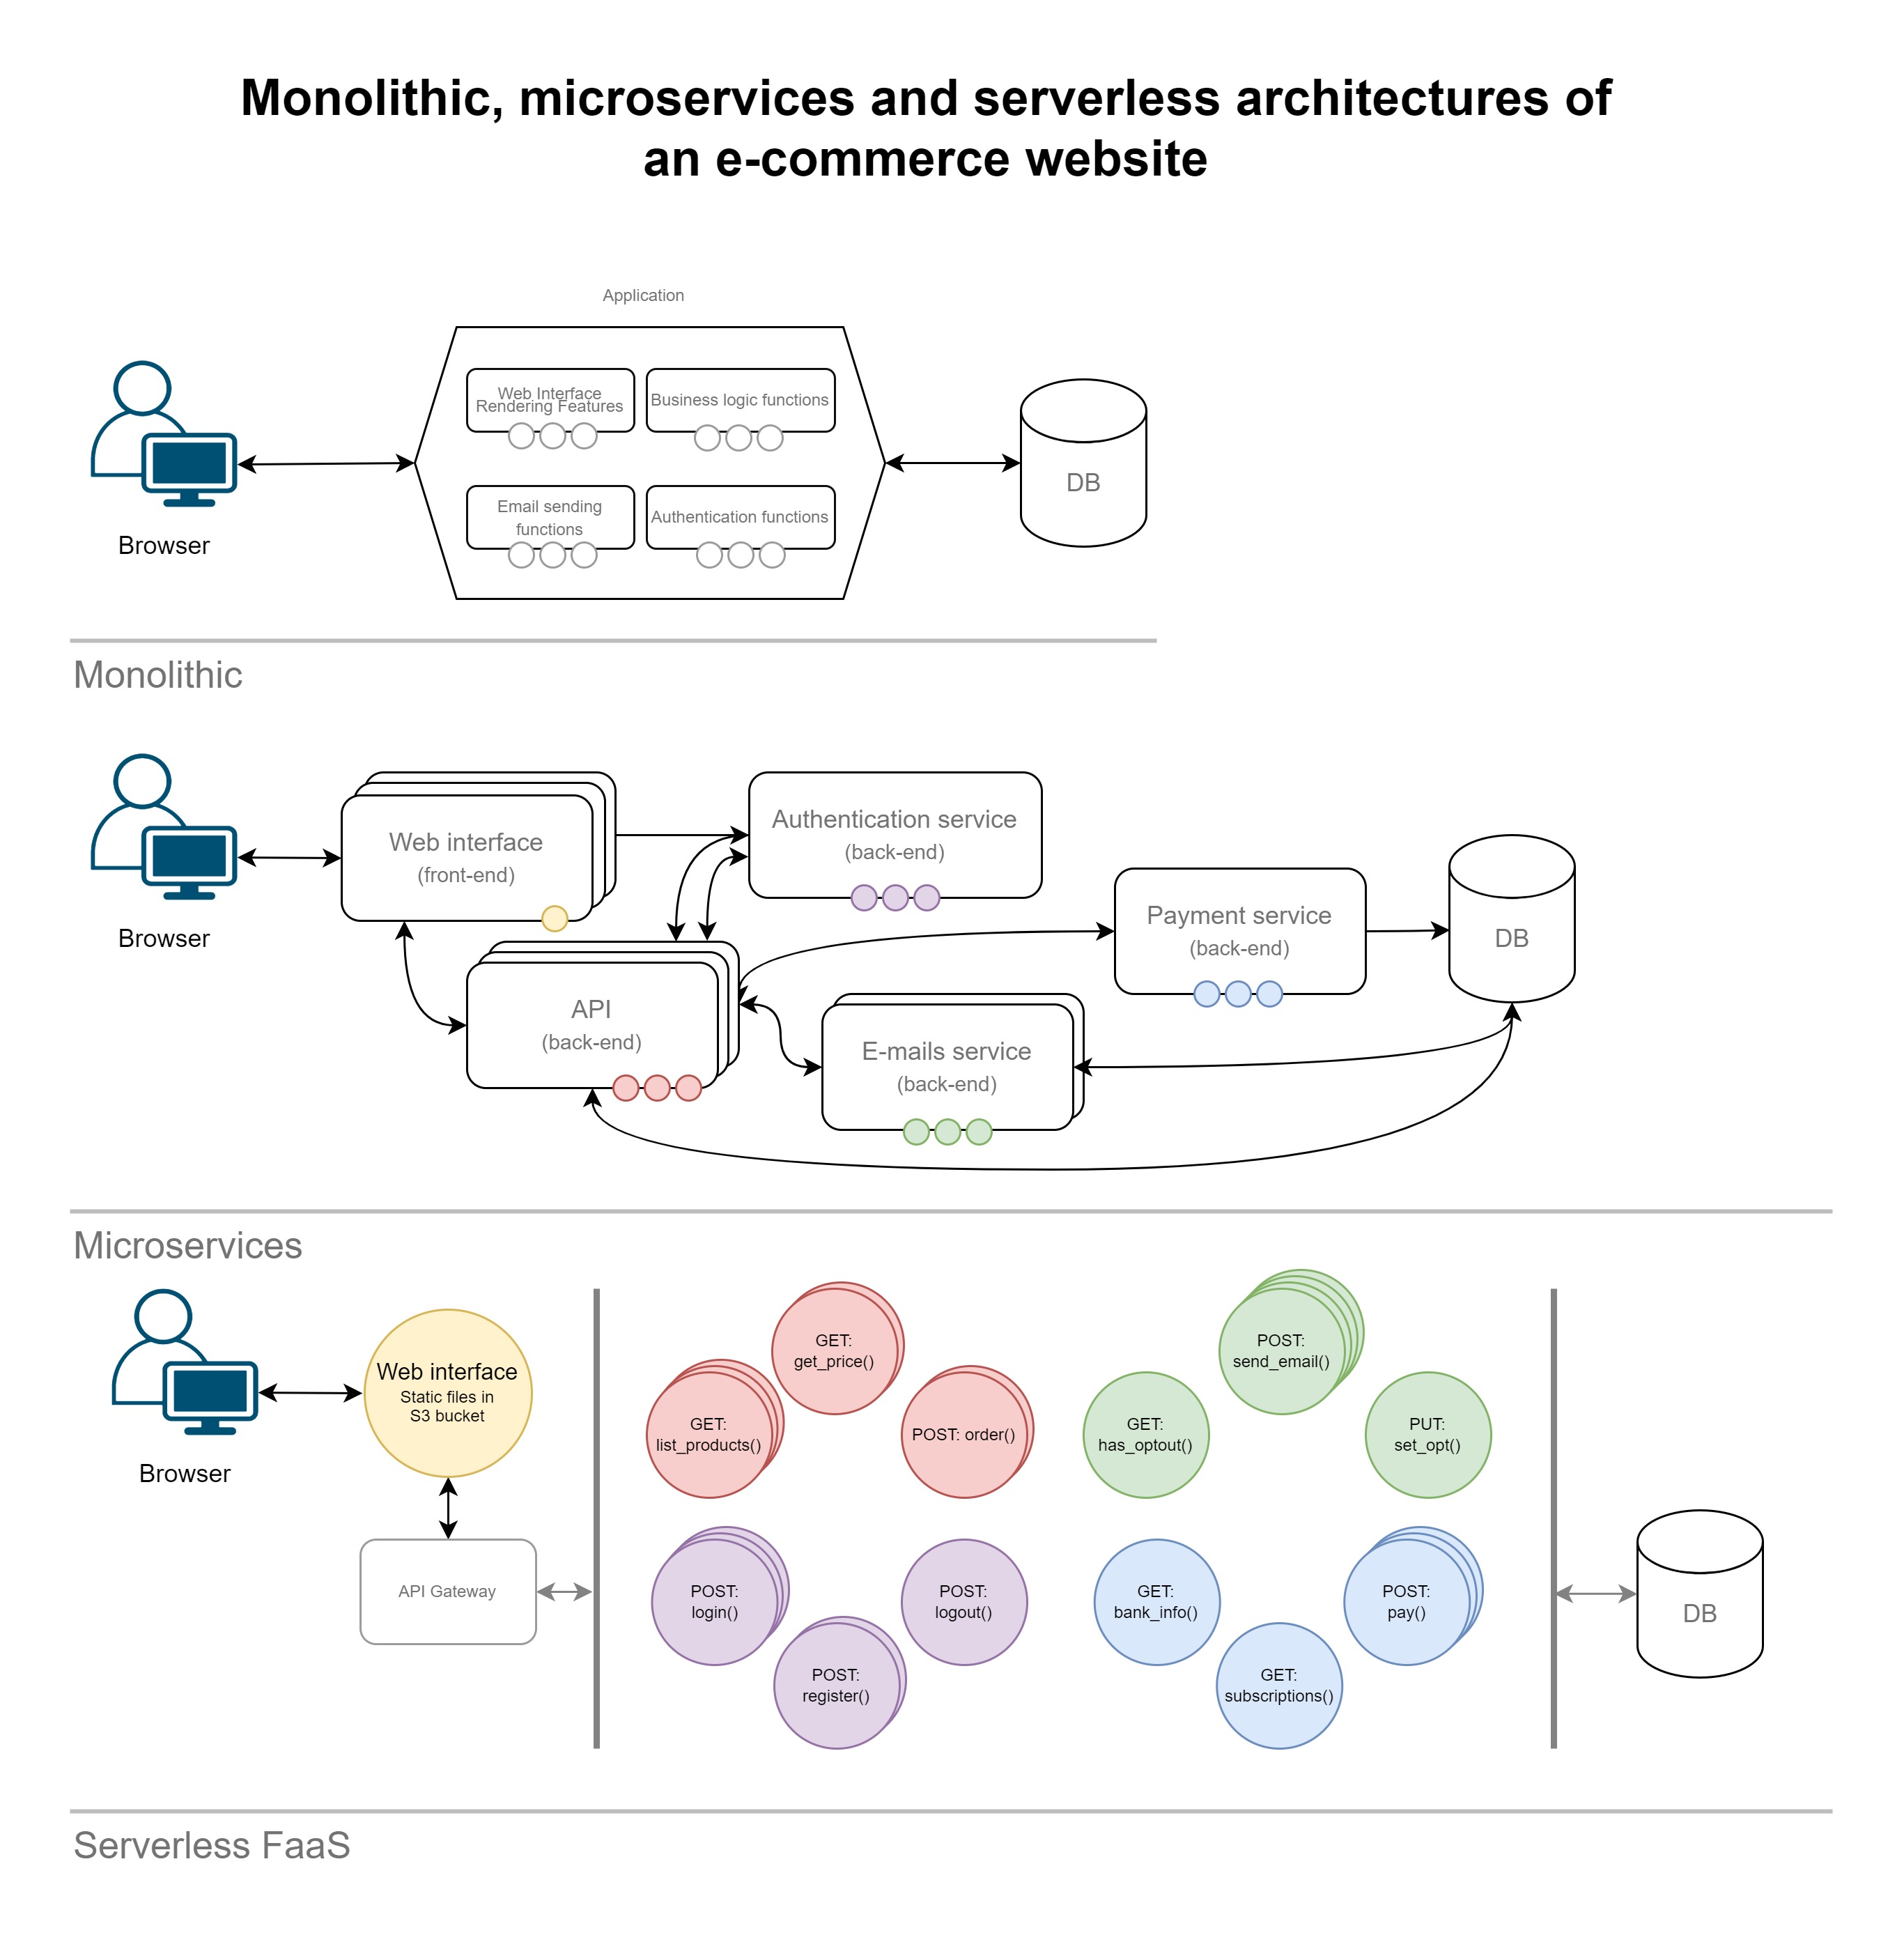 Monolithic, microservices and serverless architectures of
an e-commerce website
Application
Web Interface
Rendering Features
Business logic functions
Email sending
functions
Authentication functions
Browser
DB
Monolithic
Web interface
(front-end)
Authentication service
(back-end)
Payment service
(back-end)
DB
Browser
API
(back-end)
E-mails service
(back-end)
Microservices
Browser
Web interface
Static files in
S3 bucket
API Gateway
GET:
get_price()
GET:
list_products()
POST: order()
POST:
send_email()
GET:
has_optout()
PUT:
set_opt()
POST:
login()
POST:
logout()
POST:
register()
GET:
bank_info()
POST:
pay()
GET:
subscriptions()
DB
Serverless FaaS